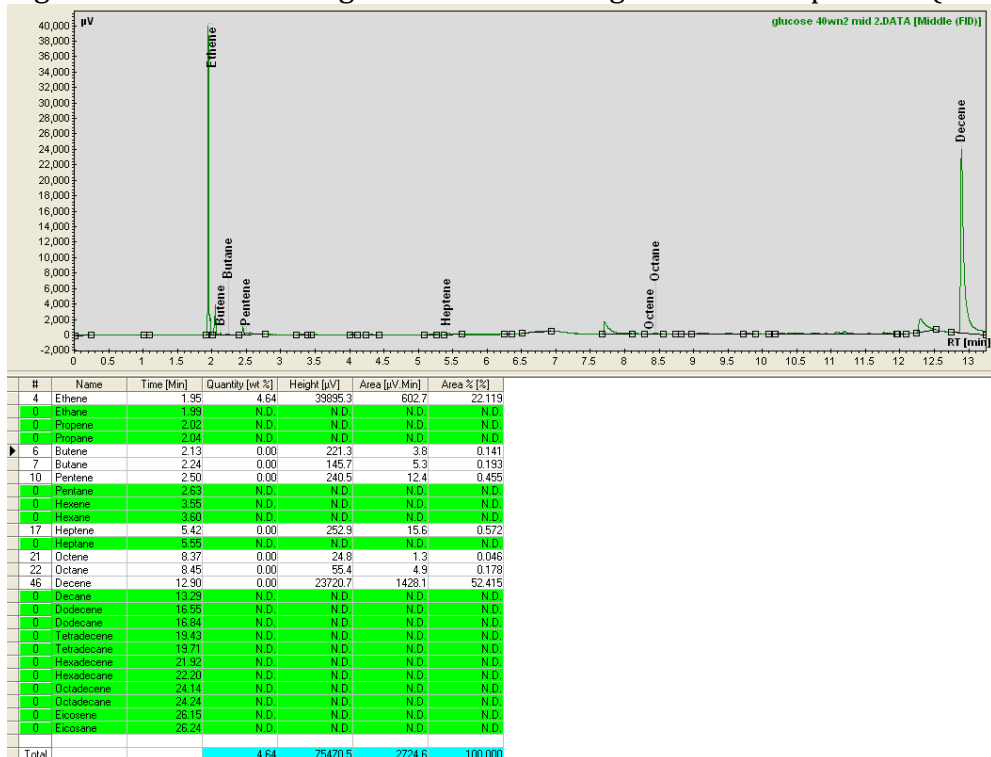 µV
glucose 40wn2 mid 2.DATA [Middle (FID)]
40,000
38,000
36,000
34,000
32,000
30,000
28,000
26,000
24,000
22,000
20,000
18,000
16,000
14,000
12,000
10,000
8,000
6,000
4,000
2,000
0
-2,000
Ethene
Butene
Butane
Pentene
Heptene
Octene
Octane
Decene
RT [min]
0 0.5 1 1.5 2 2.5 3 3.5 4 4.5 5 5.5 6 6.5 7 7.5 8 8.5 9 9.5 10 10.5 11 11.5 12 12.5 13
# Name Time [Min] Quantity [wt %] Height [µV] Area [µV.Min] Area % [%]
4 Ethene 1.95 4.64 39895.3 602.7 22.119
0 Ethane 1.99 N.D. N.D. N.D. N.D.
0 Propene 2.02 N.D. N.D. N.D. N.D.
0 Propane 2.04 N.D. N.D. N.D. N.D.
6 Butene 2.13 0.00 221.3 3.8 0.141
7 Butane 2.24 0.00 145.7 5.3 0.193
10 Pentene 2.50 0.00 240.5 12.4 0.455
0 Pentane 2.63 N.D. N.D. N.D. N.D.
0 Hexene 3.55 N.D. N.D. N.D. N.D.
0 Hexane 3.60 N.D. N.D. N.D. N.D.
17 Heptene 5.42 0.00 252.9 15.6 0.572
0 Heptane 5.55 N.D. N.D. N.D. N.D.
21 Octene 8.37 0.00 24.8 1.3 0.046
22 Octane 8.45 0.00 55.4 4.9 0.178
46 Decene 12.90 0.00 23720.7 1428.1 52.415
0 Decane 13.29 N.D. N.D. N.D. N.D.
0 Dodecene 16.55 N.D. N.D. N.D. N.D.
0 Dodecane 16.84 N.D. N.D. N.D. N.D.
0 Tetradecene 19.43 N.D. N.D. N.D. N.D.
0 Tetradecane 19.71 N.D. N.D. N.D. N.D.
0 Hexadecene 21.92 N.D. N.D. N.D. N.D.
0 Hexadecane 22.20 N.D. N.D. N.D. N.D.
0 Octadecene 24.14 N.D. N.D. N.D. N.D.
0 Octadecane 24.24 N.D. N.D. N.D. N.D.
0 Eicosene 26.15 N.D. N.D. N.D. N.D.
0 Eicosane 26.24 N.D. N.D. N.D. N.D.
Total 4.64 75470.5 2724.6 100.000